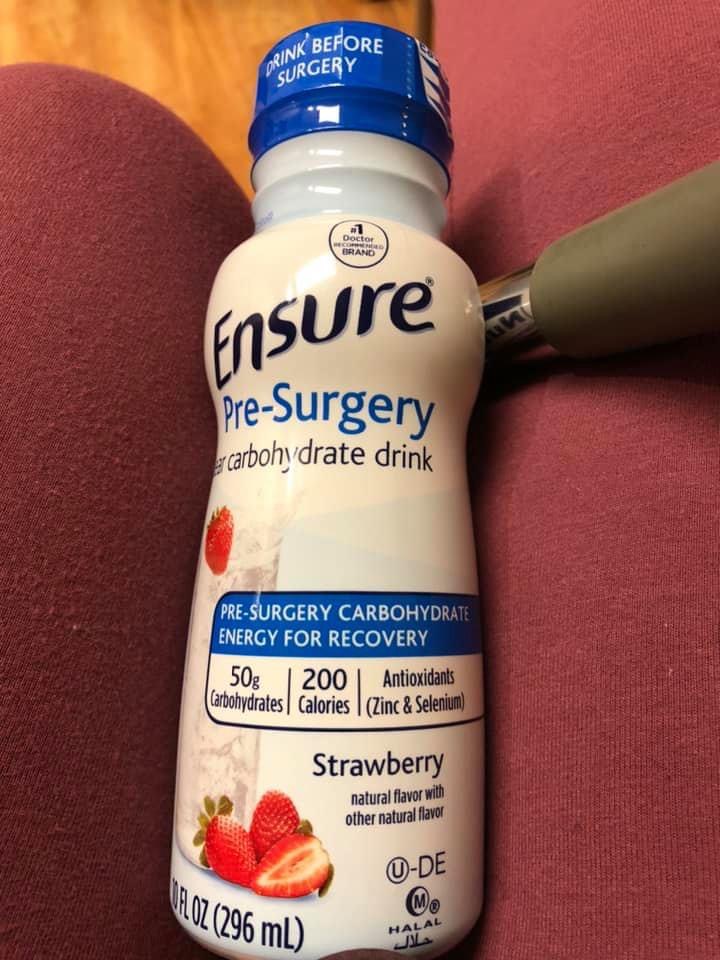 DRINK BEFORE
SURGERY
#1
Doctor
RECOMMENDED
BRAND
Ensure®
Pre-Surgery
carbohydrate drink
PRE-SURGERY CARBOHYDRATE
ENERGY FOR RECOVERY
50g
Carbohydrates
200
Calories
Antioxidants
(Zinc & Selenium)
Strawberry
natural flavor with
other natural flavor
U-DE
FL OZ (296 mL)
M®
HALAL
حلال